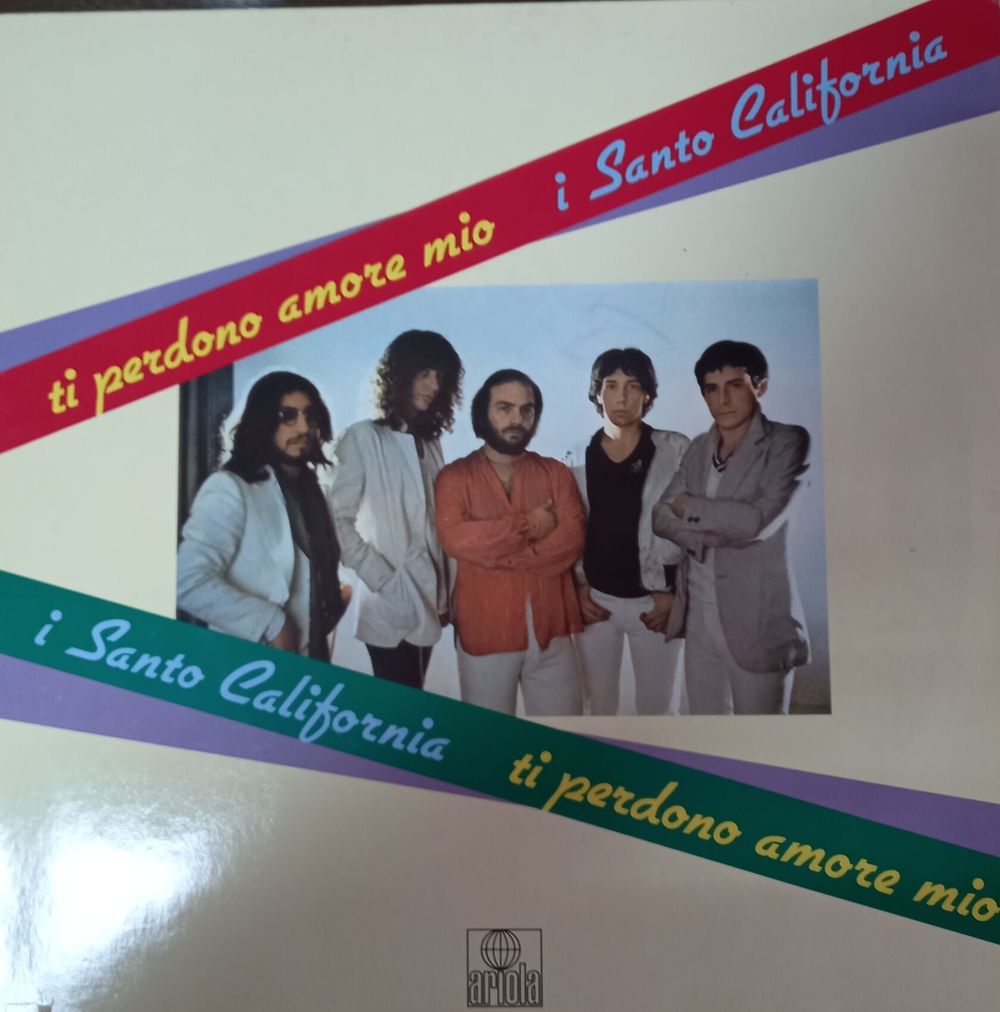 ti perdono amore mio i Santo California
i Santo California ti perdono amore mio
ariola